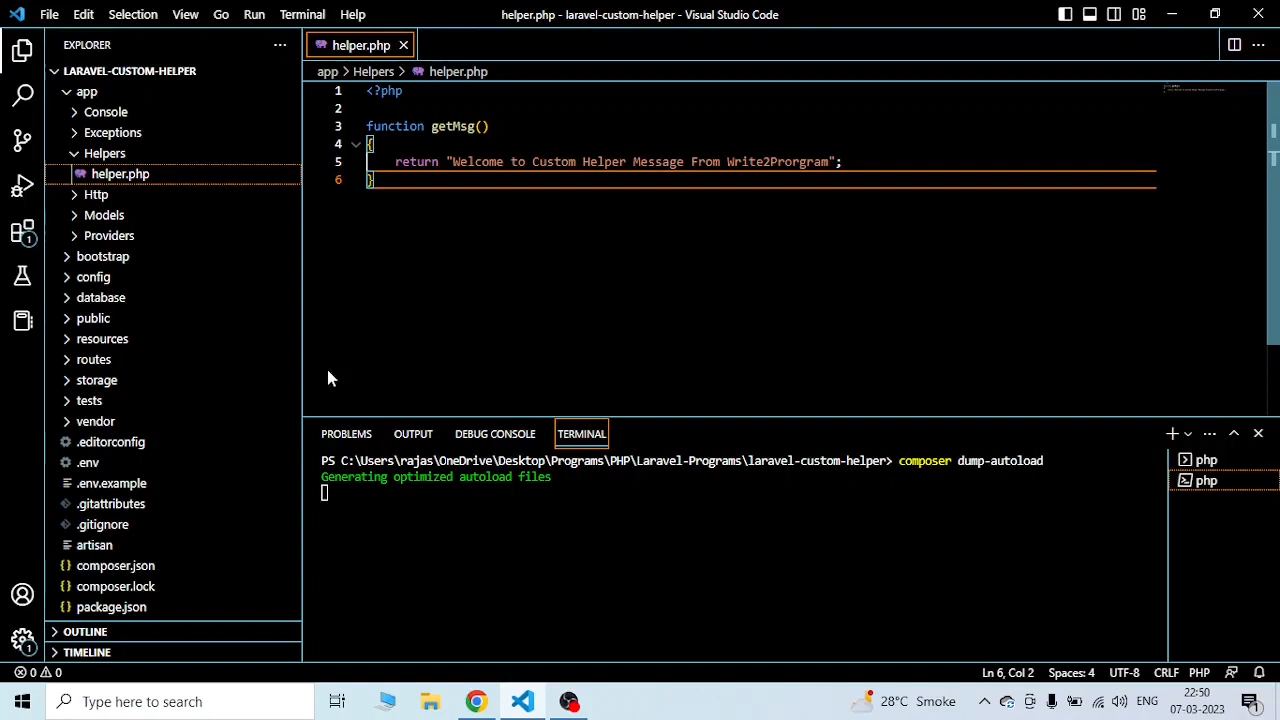 File Edit Selection View Go Run Terminal Help helper.php - laravel-custom-helper - Visual Studio Code
EXPLORER
LARAVEL-CUSTOM-HELPER
app
Console
Exceptions
Helpers
helper.php
Http
Models
Providers
bootstrap
config
database
public
resources
routes
storage
tests
vendor
.editorconfig
.env
.env.example
.gitattributes
.gitignore
artisan
composer.json
composer.lock
package.json
OUTLINE
TIMELINE
1
1
helper.php
app > Helpers > helper.php
1 <?php
2
3 function getMsg()
4 {
5 return "Welcome to Custom Helper Message From Write2Prorgram";
6 }
PROBLEMS OUTPUT DEBUG CONSOLE TERMINAL
PS C:\Users\rajas\OneDrive\Desktop\Programs\PHP\Laravel-Programs\laravel-custom-helper> composer dump-autoload
Generating optimized autoload files
php
php
0 0 Ln 6, Col 2 Spaces: 4 UTF-8 CRLF PHP
Type here to search 28°C Smoke ENG 22:50
07-03-2023 1